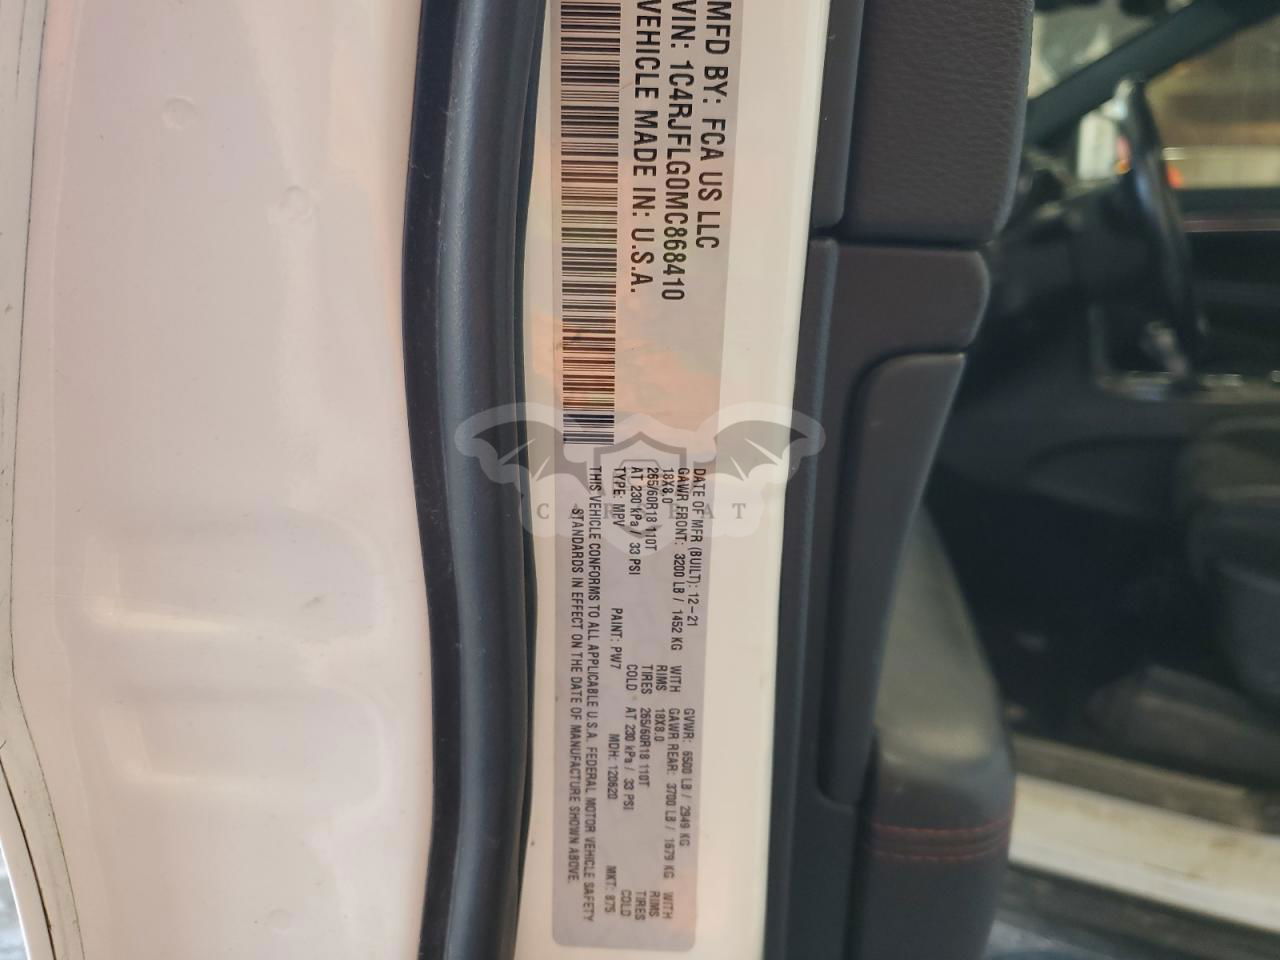 MFD BY: FCA US LLC
VIN: 1C4RJFLG0MC868410
VEHICLE MADE IN: U.S.A.
DATE OF MFR (BUILT): 12-21 GVWR: 6500 LB / 2949 KG
GAWR FRONT: 3200 LB / 1452 KG WITH GAWR REAR: 3700 LB / 1679 KG WITH
18X8.0 RIMS 18X8.0 RIMS
265/60R18 110T TIRES 265/60R18 110T TIRES
AT 230 kPa / 33 PSI COLD AT 230 kPa / 33 PSI COLD
TYPE: MPV PAINT: PW7 MDH: 120620 MKT: 875
THIS VEHICLE CONFORMS TO ALL APPLICABLE U.S.A. FEDERAL MOTOR VEHICLE SAFETY
STANDARDS IN EFFECT ON THE DATE OF MANUFACTURE SHOWN ABOVE.